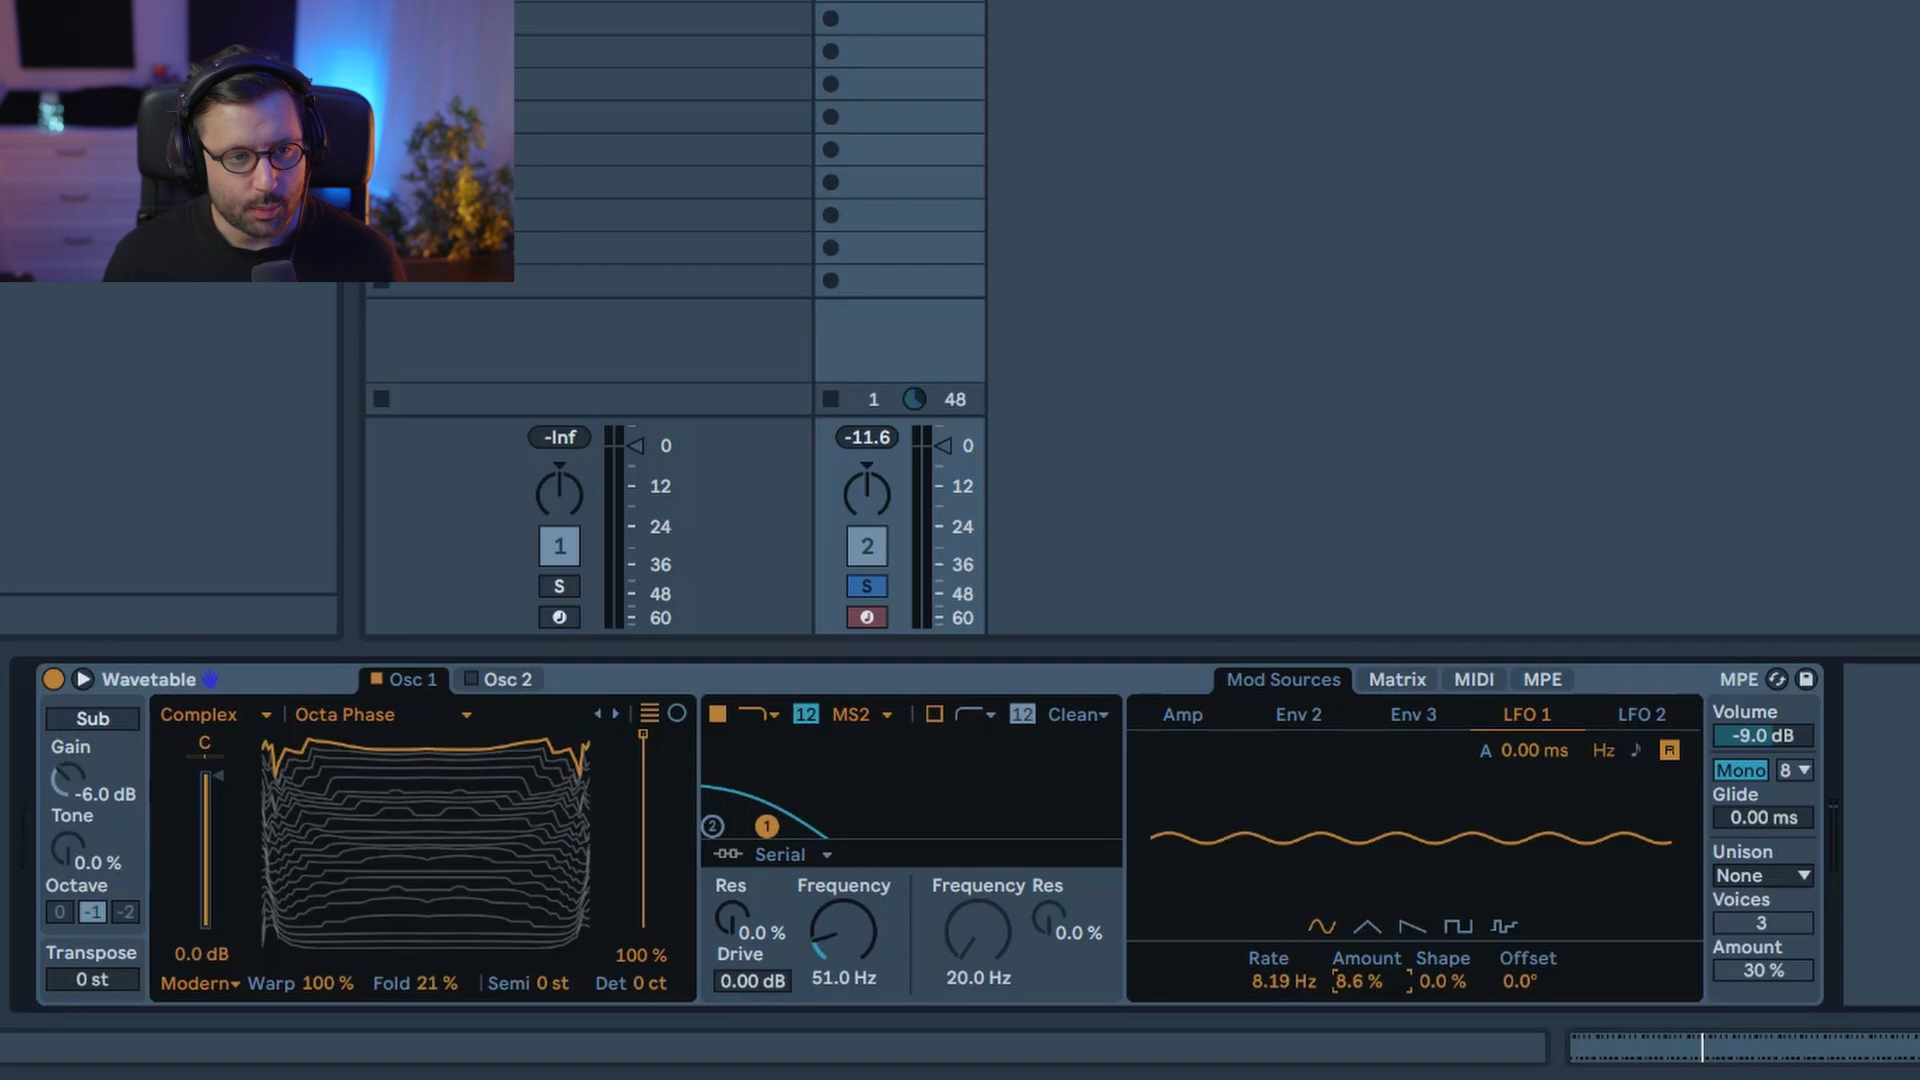 1 48
-Inf 0 -11.6 0
12 12
1 24 2 24
36 36
S 48 S 48
60 60
Wavetable Osc 1 Osc 2 Mod Sources Matrix MIDI MPE MPE
Sub Complex Octa Phase 12 MS2 12 Clean Amp Env 2 Env 3 LFO 1 LFO 2 Volume
-9.0 dB
Gain C A 0.00 ms Hz R Mono 8
-6.0 dB Glide
Tone 2 1 0.00 ms
0.0 % Serial Unison
Octave Res Frequency Frequency Res None
0 -1 -2 Voices
0.0 % 0.0 % 3
Transpose 0.0 dB 100 % Drive Rate Amount Shape Offset Amount
0 st Modern Warp 100 % Fold 21 % Semi 0 st Det 0 ct 0.00 dB 51.0 Hz 20.0 Hz 8.19 Hz 8.6 % 0.0 % 0.0° 30 %